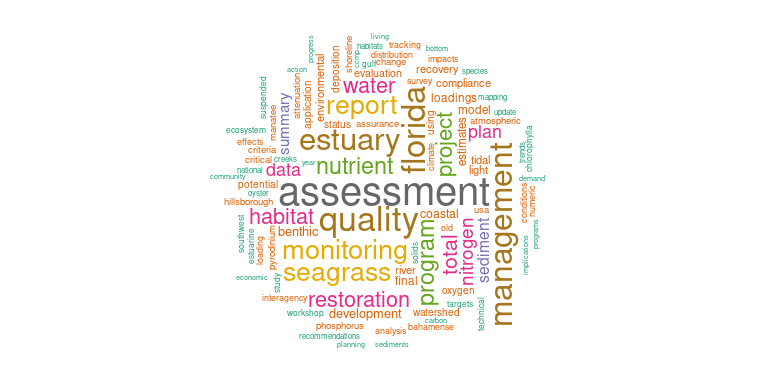 living
habitats
tracking
bottom
progress
shoreline
ccmp
distribution
gulf
change
impacts
action
deposition
evaluation
recovery
species
suspended
attenuation
environmental
water
survey
compliance
manatee
application
report
florida
loadings
mapping
summary
status
assurance
using
project
model
update
atmospheric
ecosystem
effects
criteria
critical
estuary
estimates
plan
trends
chlorophylla
creeks
year
nutrient
climate
tidal
light
national
community
data
potential
oyster
assessment
demand
hillsborough
habitat
quality
coastal
usa
management
conditions
numeric
southwest
estuarine
loading
pyrodinium
benthic
monitoring
solids
program
old
total
nitrogen
sediment
implications
programs
economic
study
seagrass
river
final
interagency
restoration
oxygen
targets
technical
workshop
development
watershed
carbon
phosphorus
analysis
bahamense
recommendations
planning
sediments